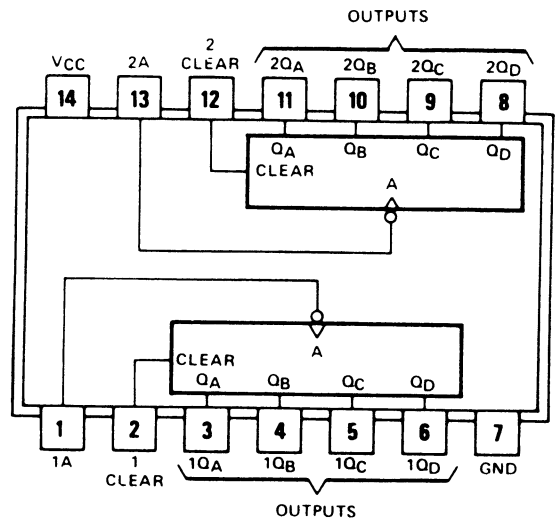 OUTPUTS
2
VCC 2A CLEAR 2QA 2QB 2QC 2QD
14 13 12 11 10 9 8
QA QB QC QD
CLEAR
A
A
CLEAR
QA QB QC QD
1 2 3 4 5 6 7
1A 1 1QA 1QB 1QC 1QD GND
CLEAR
OUTPUTS